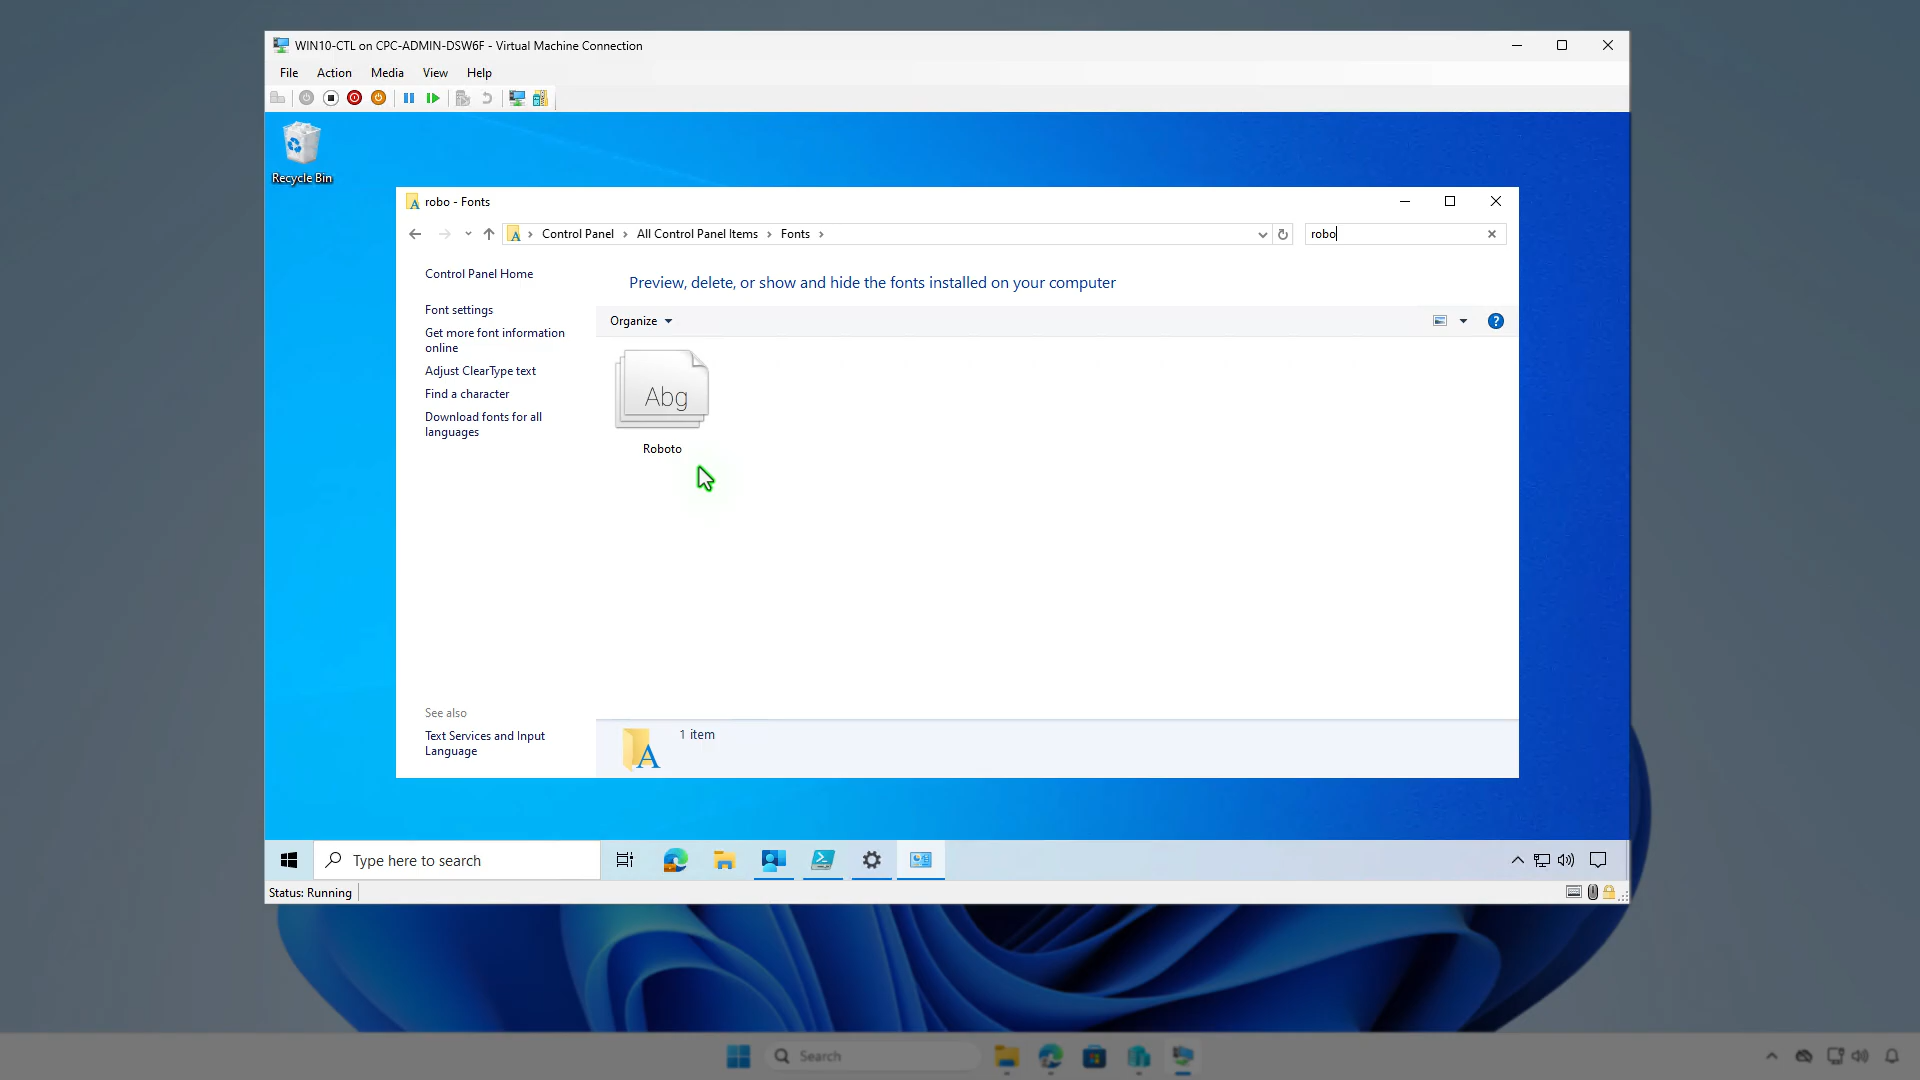 WIN10-CTL on CPC-ADMIN-DSW6F - Virtual Machine Connection
File Action Media View Help
Recycle Bin
robo - Fonts
Control Panel All Control Panel Items Fonts
robo
Control Panel Home
Font settings
Get more font information
online
Adjust ClearType text
Find a character
Download fonts for all
languages
See also
Text Services and Input
Language
Preview, delete, or show and hide the fonts installed on your computer
Organize
Abg
Roboto
1 item
Type here to search
Status: Running
Search